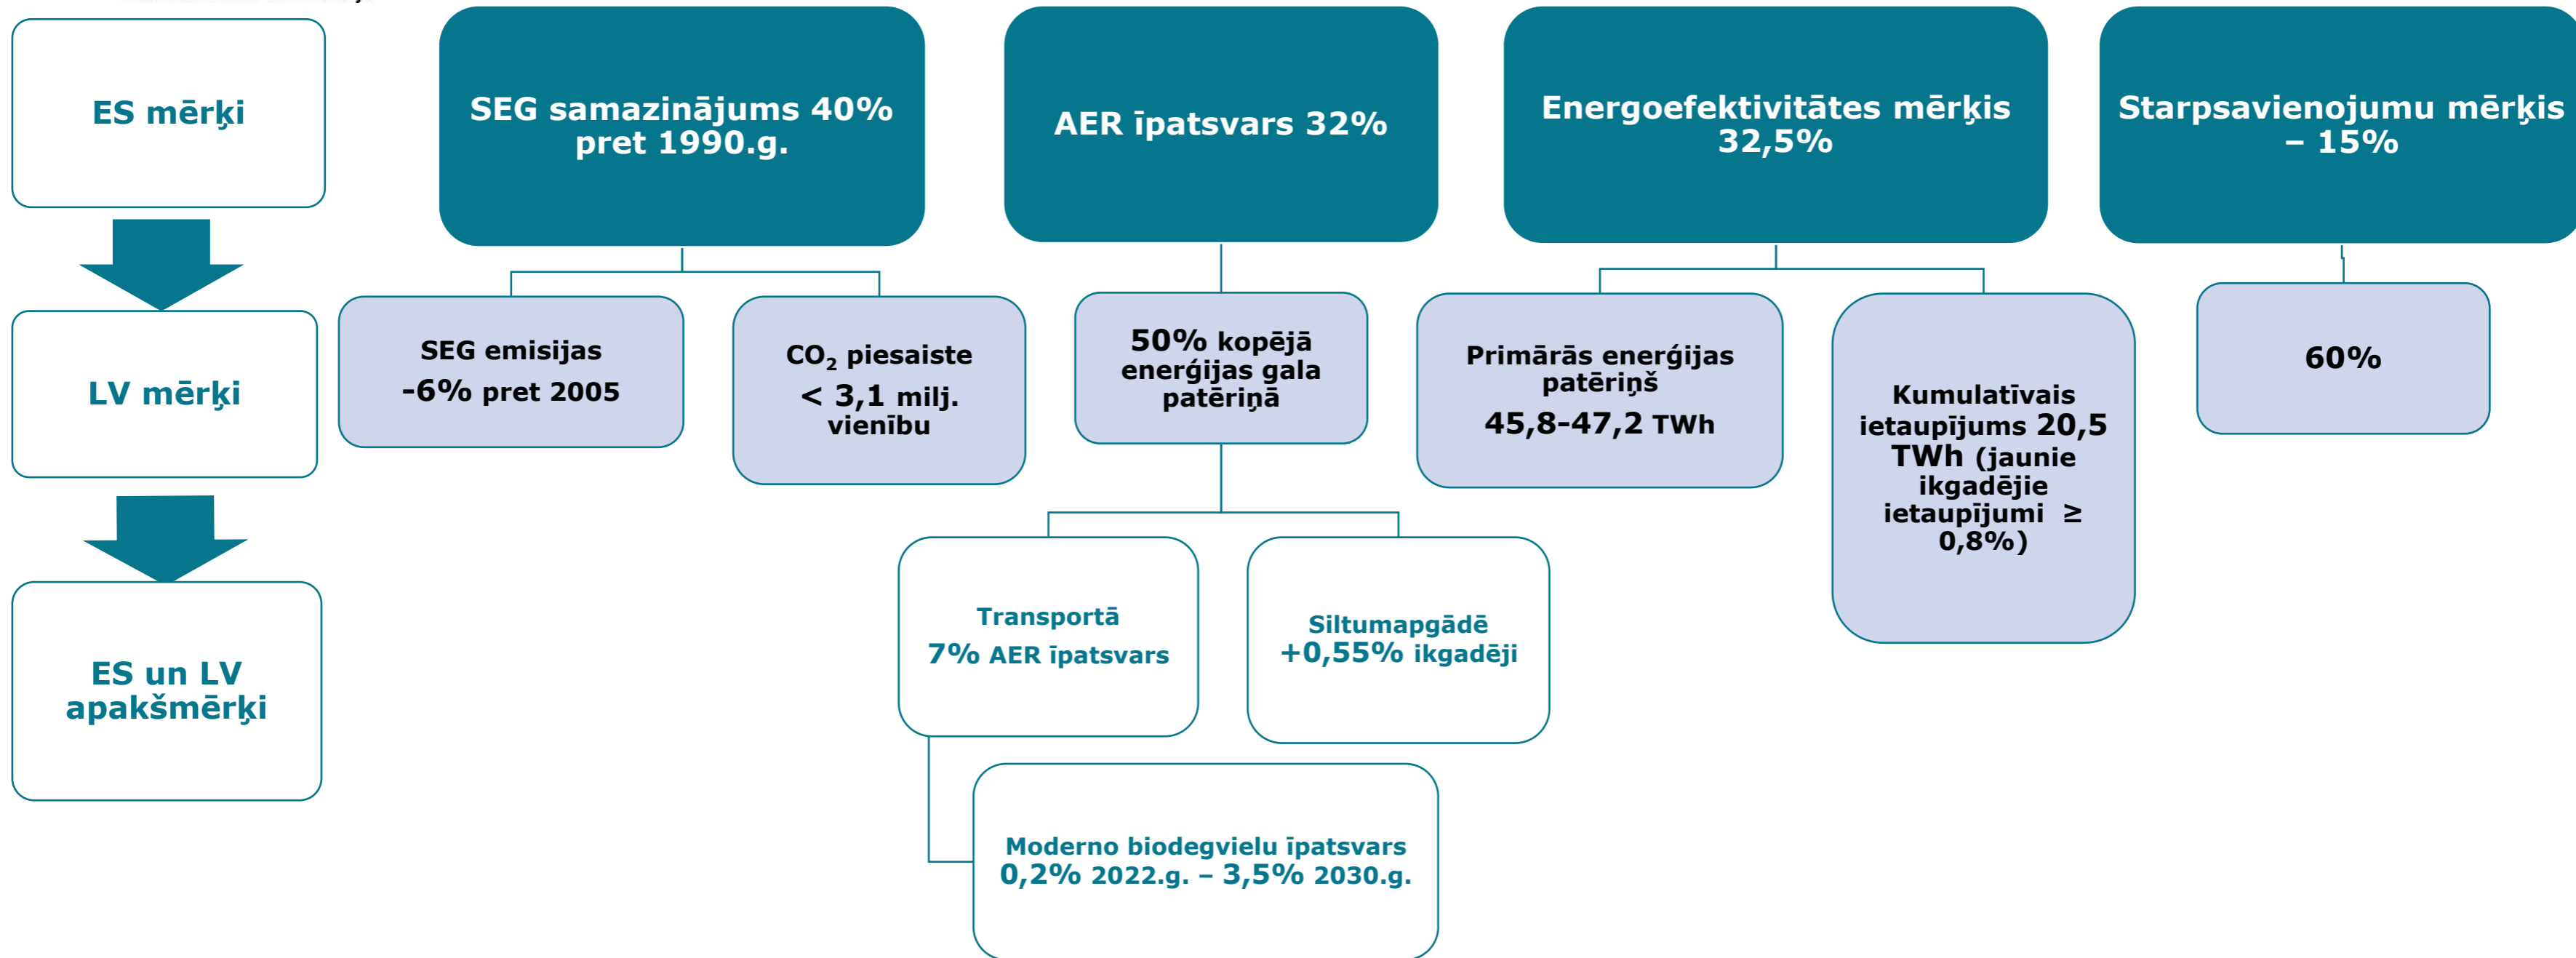 ES mērķi
SEG samazinājums 40%
pret 1990.g.
AER īpatsvars 32%
Energoefektivitātes mērķis
32,5%
Starpsavienojumu mērķis
– 15%
LV mērķi
SEG emisijas
-6% pret 2005
CO₂ piesaiste
< 3,1 milj.
vienību
50% kopējā
enerģijas gala
patēriņā
Primārās enerģijas
patēriņš
45,8-47,2 TWh
Kumulatīvais
ietaupījums 20,5
TWh (jaunie
ikgadējie
ietaupījumi ≥
0,8%)
60%
ES un LV
apakšmērķi
Transportā
7% AER īpatsvars
Siltumapgādē
+0,55% ikgadēji
Moderno biodegvielu īpatsvars
0,2% 2022.g. – 3,5% 2030.g.